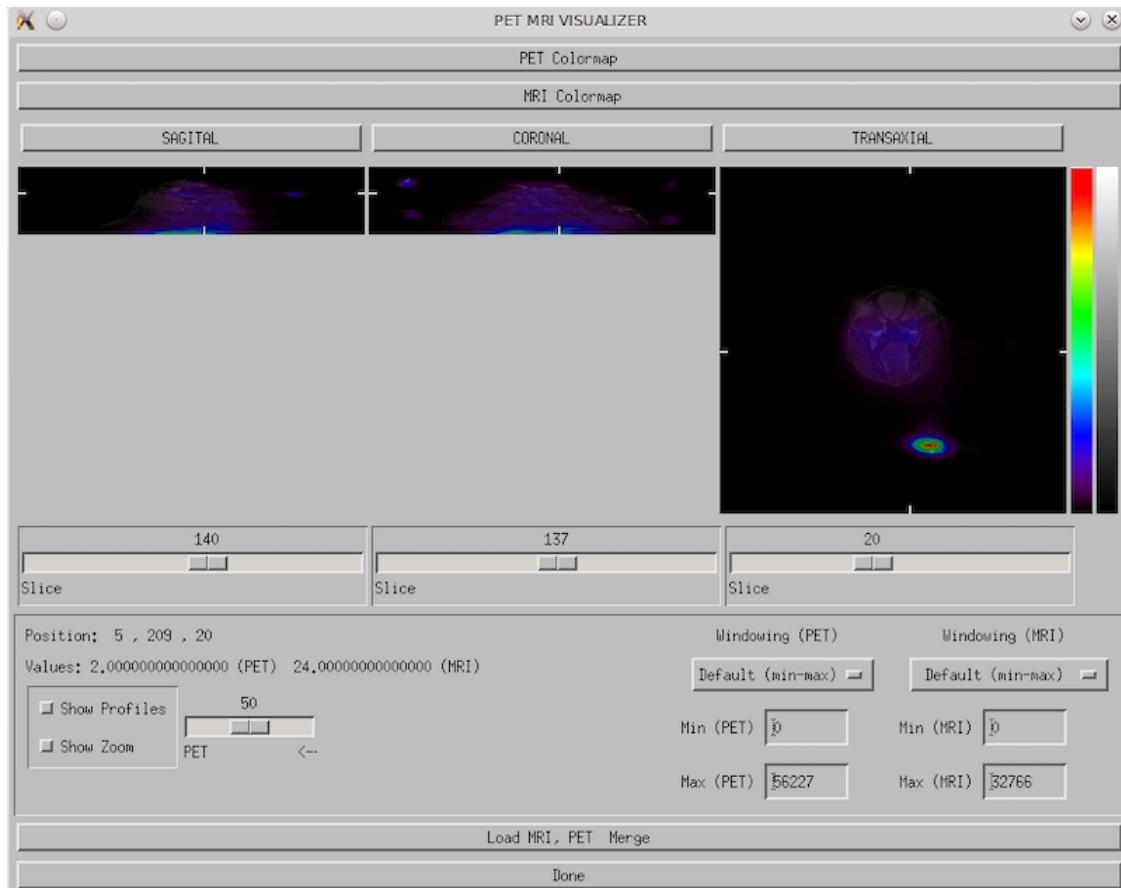 PET MRI VISUALIZER
PET Colormap
MRI Colormap
SAGITAL CORONAL TRANSAXIAL
140 137 20
Slice Slice Slice
Position: 5 , 209 , 20 Windowing (PET) Windowing (MRI)
Values: 2.000000000000000 (PET) 24.00000000000000 (MRI)
Default (min-max) Default (min-max)
Show Profiles 50
Min (PET) 0 Min (MRI) 0
Show Zoom PET <--
Max (PET) 56227 Max (MRI) 32766
Load MRI, PET Merge
Done